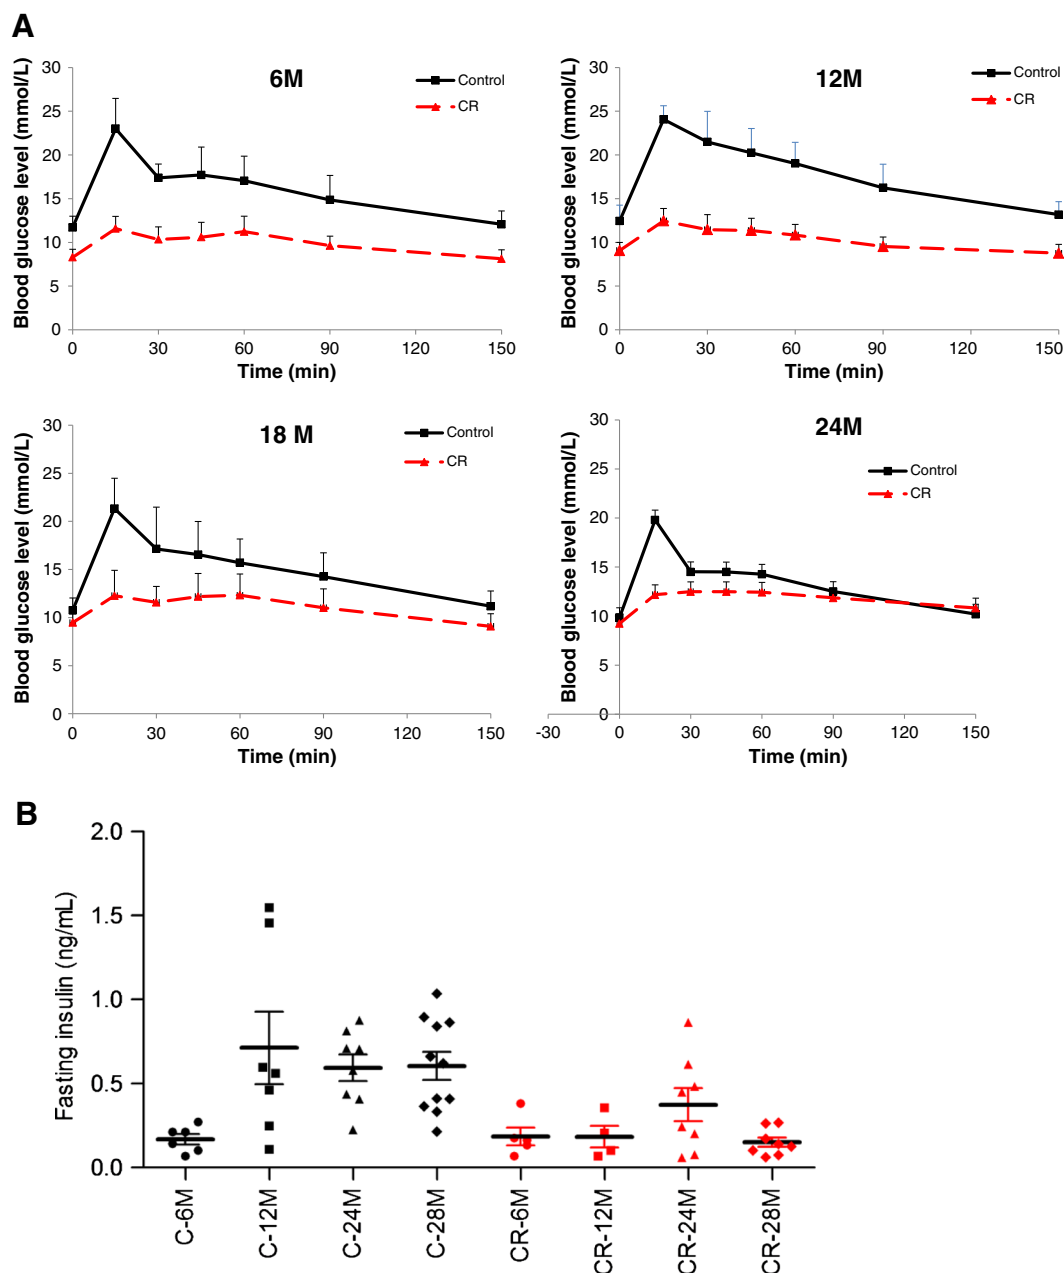 A
6M
Control
CR
Blood glucose level (mmol/L)
30
25
20
15
10
5
0
0 30 60 90 120 150
Time (min)
12M
Control
CR
Blood glucose level (mmol/L)
30
25
20
15
10
5
0
0 30 60 90 120 150
Time (min)
18 M
Control
CR
Blood glucose level (mmol/L)
30
25
20
15
10
5
0
0 30 60 90 120 150
Time (min)
24M
Control
CR
Blood glucose level (mmol/L)
30
25
20
15
10
5
0
-30 0 30 60 90 120 150
Time (min)
B
Fasting insulin (ng/mL)
2.0
1.5
1.0
0.5
0.0
C-6M
C-12M
C-24M
C-28M
CR-6M
CR-12M
CR-24M
CR-28M